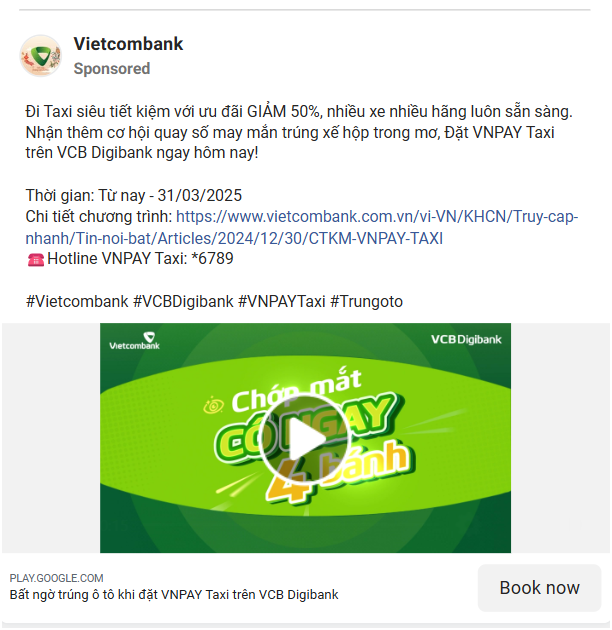 Vietcombank
Sponsored
Đi Taxi siêu tiết kiệm với ưu đãi GIẢM 50%, nhiều xe nhiều hãng luôn sẵn sàng.
Nhận thêm cơ hội quay số may mắn trúng xế hộp trong mơ, Đặt VNPAY Taxi
trên VCB Digibank ngay hôm nay!
Thời gian: Từ nay - 31/03/2025
Chi tiết chương trình: https://www.vietcombank.com.vn/vi-VN/KHCN/Truy-cap-
nhanh/Tin-noi-bat/Articles/2024/12/30/CTKM-VNPAY-TAXI
☎️Hotline VNPAY Taxi: *6789
#Vietcombank #VCBDigibank #VNPAYTaxi #Trungoto
Vietcombank
VCBDigibank
Chớp mắt
CÓ NGAY
4 bánh
PLAY.GOOGLE.COM
Bất ngờ trúng ô tô khi đặt VNPAY Taxi trên VCB Digibank
Book now